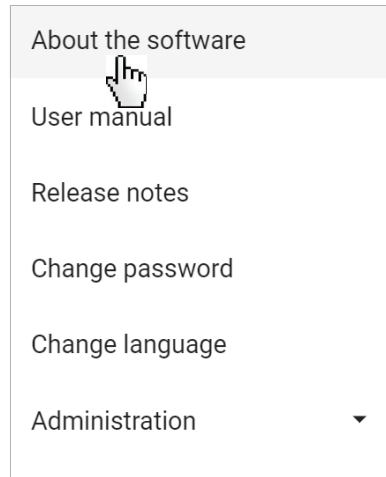 About the software
User manual
Release notes
Change password
Change language
Administration